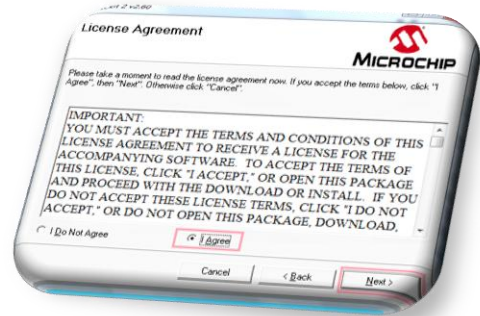 2 v2.60
License Agreement
MICROCHIP
Please take a moment to read the license agreement now. If you accept the terms below, click "I
Agree", then "Next". Otherwise click "Cancel".
IMPORTANT:
YOU MUST ACCEPT THE TERMS AND CONDITIONS OF THIS
LICENSE AGREEMENT TO RECEIVE A LICENSE FOR THE
ACCOMPANYING SOFTWARE. TO ACCEPT THE TERMS OF
THIS LICENSE, CLICK "I ACCEPT," OR OPEN THIS PACKAGE
AND PROCEED WITH THE DOWNLOAD OR INSTALL. IF YOU
DO NOT ACCEPT THESE LICENSE TERMS, CLICK "I DO NOT
ACCEPT," OR DO NOT OPEN THIS PACKAGE, DOWNLOAD,
I Do Not Agree
I Agree
Cancel
< Back
Next >